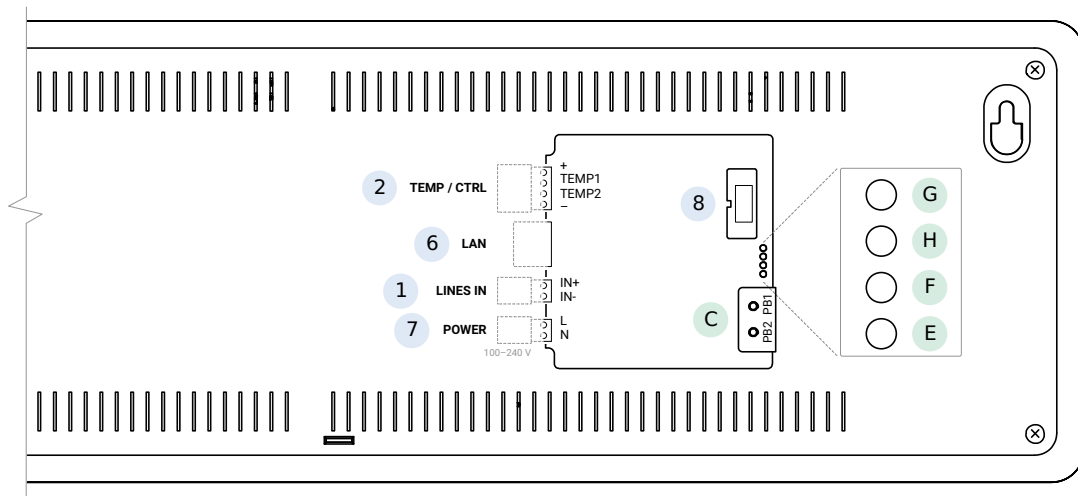 +
2 TEMP / CTRL TEMP1
TEMP2
–
8
G
6 LAN
H
1 LINES IN IN+
IN-
F
7 POWER L
N
100–240 V
C
PB1
PB2
E